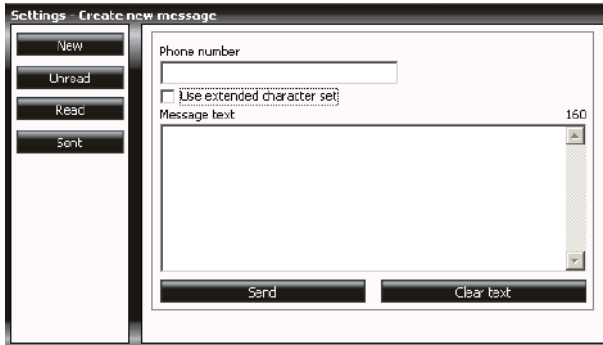 Settings - Create new message
New
Unread
Read
Sent
Phone number
Use extended character set
Message text 160
Send
Clear text